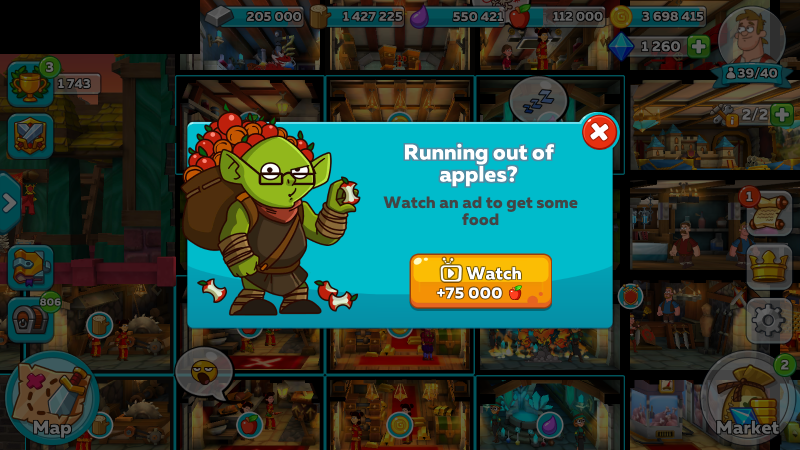 205 000
1 427 225
550 421
112 000
3 698 415
1 260
3
1 743
39/40
2/2
Running out of
apples?
Watch an ad to get some
food
1
Watch
+75 000
806
2
Map
Market